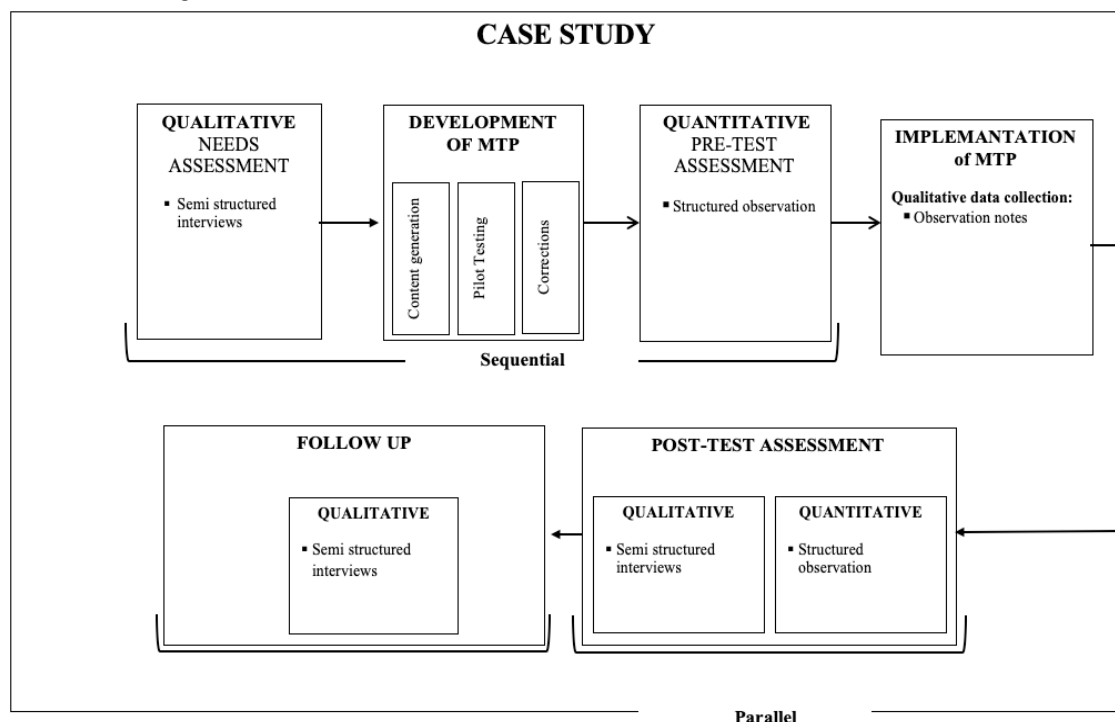 CASE STUDY
QUALITATIVE
NEEDS
ASSESSMENT
▪ Semi structured
interviews
DEVELOPMENT
OF MTP
Content generation
Pilot Testing
Corrections
QUANTITATIVE
PRE-TEST
ASSESSMENT
▪ Structured observation
IMPLEMANTATION
of MTP
Qualitative data collection:
▪ Observation notes
Sequential
FOLLOW UP
QUALITATIVE
▪ Semi structured
interviews
POST-TEST ASSESSMENT
QUALITATIVE
▪ Semi structured
interviews
QUANTITATIVE
▪ Structured
observation
Parallel